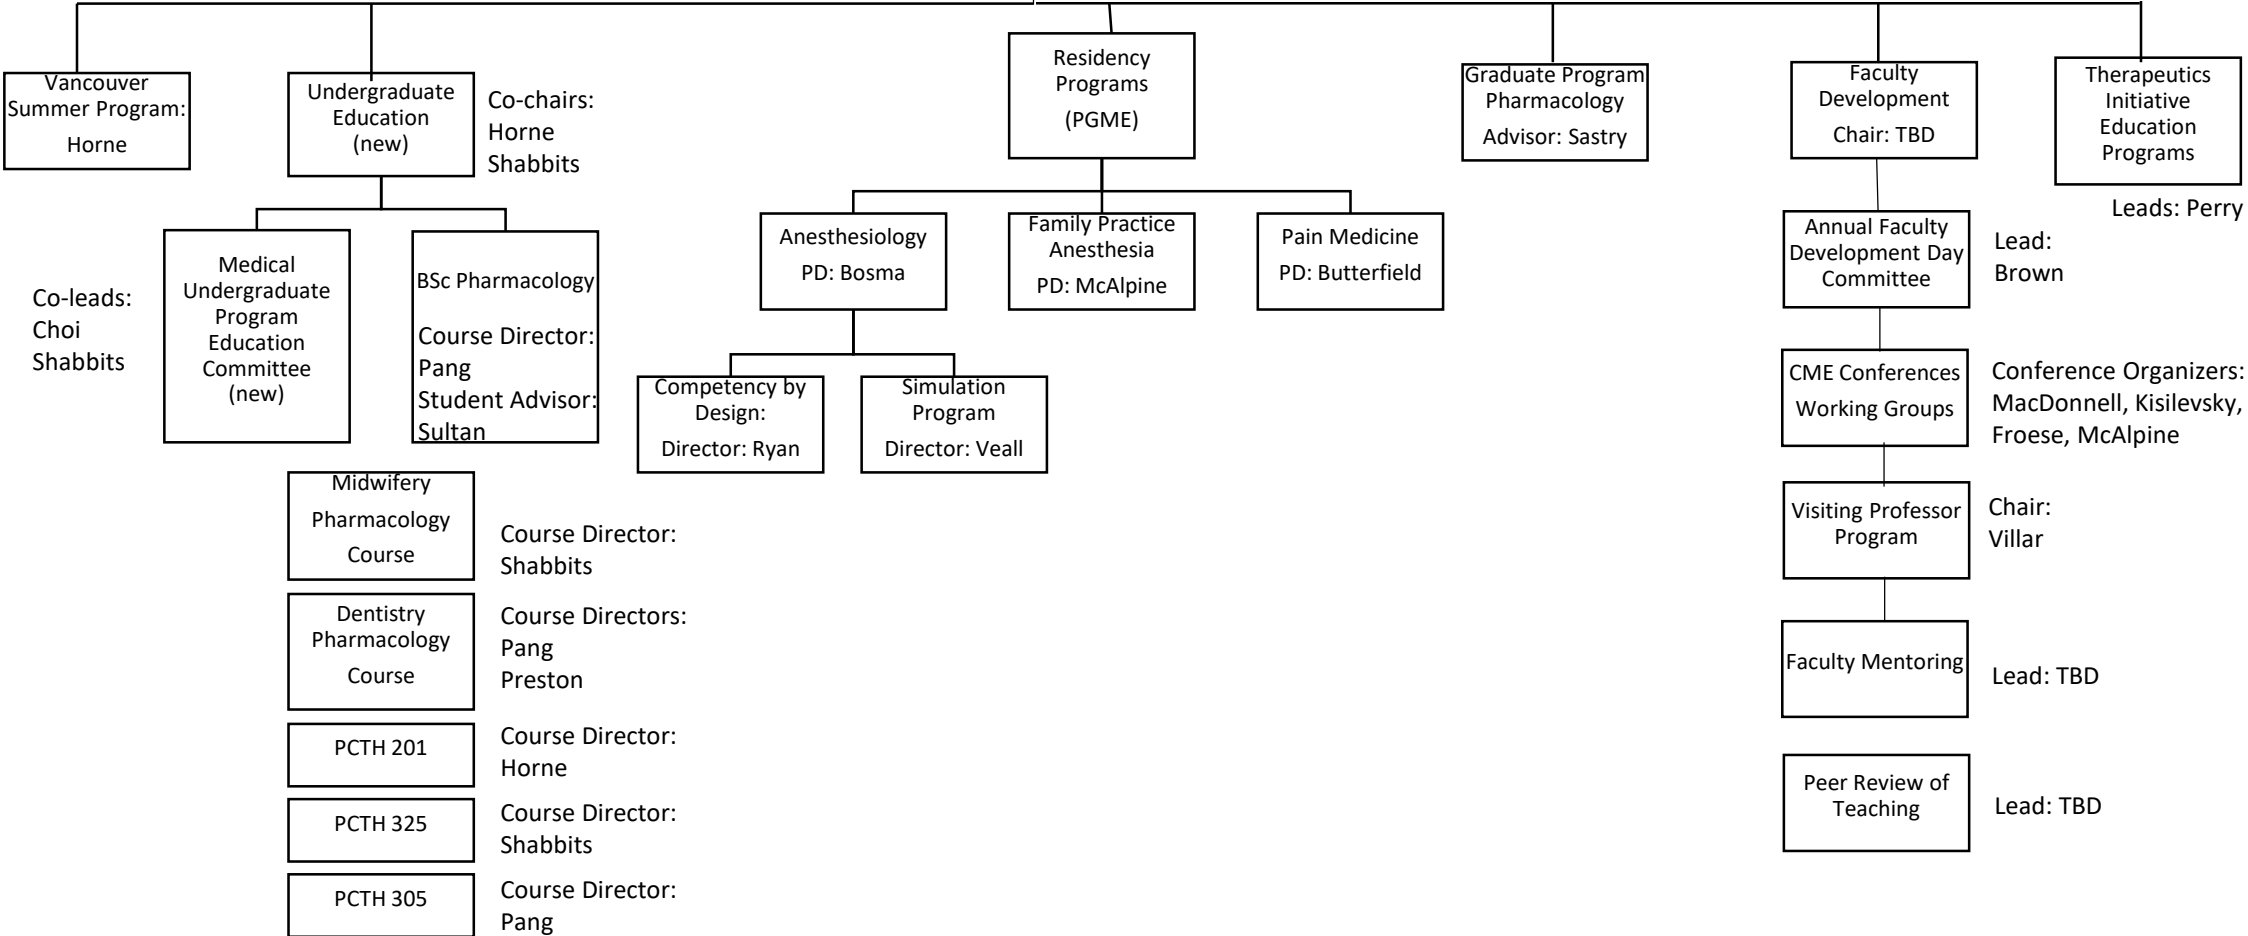 Vancouver
Summer Program:
Horne
Undergraduate
Education
(new)
Co-chairs:
Horne
Shabbits
Residency
Programs
(PGME)
Graduate Program
Pharmacology
Advisor: Sastry
Faculty
Development
Chair: TBD
Therapeutics
Initiative
Education
Programs
Leads: Perry
Co-leads:
Choi
Shabbits
Medical
Undergraduate
Program
Education
Committee
(new)
BSc Pharmacology
Course Director:
Pang
Student Advisor:
Sultan
Anesthesiology
PD: Bosma
Family Practice
Anesthesia
PD: McAlpine
Pain Medicine
PD: Butterfield
Competency by
Design:
Director: Ryan
Simulation
Program
Director: Veall
Annual Faculty
Development Day
Committee
Lead:
Brown
CME Conferences
Working Groups
Conference Organizers:
MacDonnell, Kisilevsky,
Froese, McAlpine
Visiting Professor
Program
Chair:
Villar
Faculty Mentoring
Lead: TBD
Peer Review of
Teaching
Lead: TBD
Midwifery
Pharmacology
Course
Course Director:
Shabbits
Dentistry
Pharmacology
Course
Course Directors:
Pang
Preston
PCTH 201
Course Director:
Horne
PCTH 325
Course Director:
Shabbits
PCTH 305
Course Director:
Pang